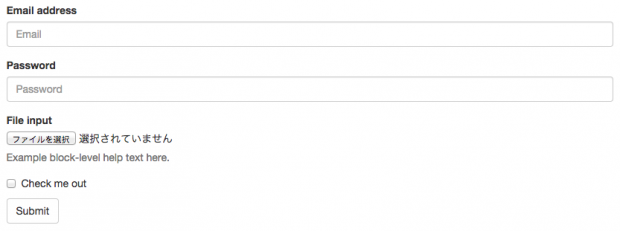 Email address
Email
Password
Password
File input
ファイルを選択 選択されていません
Example block-level help text here.
Check me out
Submit